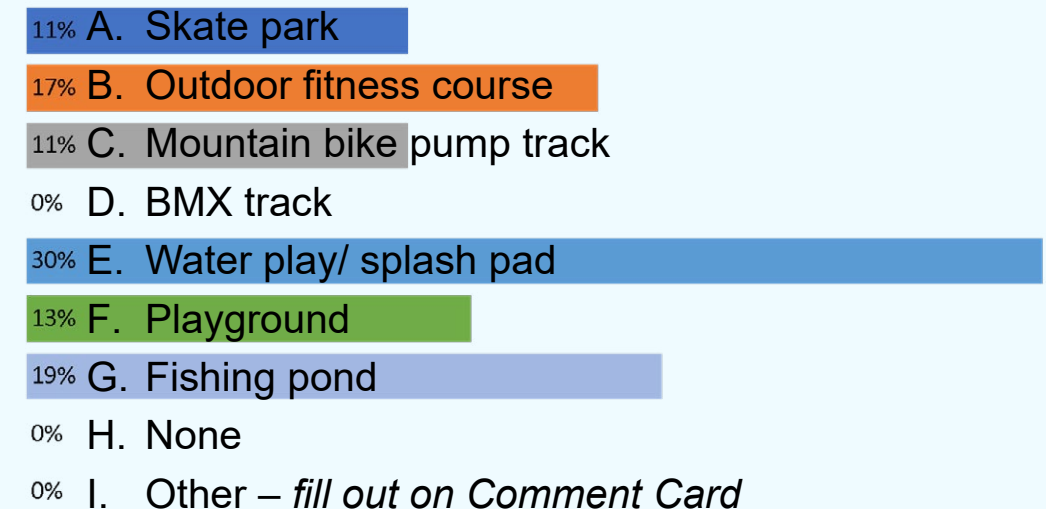 11% A. Skate park
17% B. Outdoor fitness course
11% C. Mountain bike pump track
0% D. BMX track
30% E. Water play/ splash pad
13% F. Playground
19% G. Fishing pond
0% H. None
0% I. Other – fill out on Comment Card